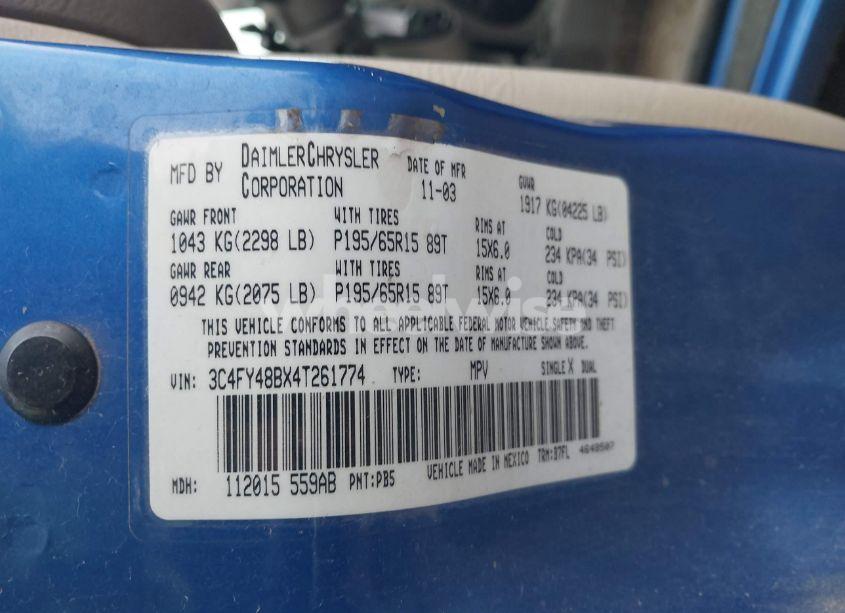 MFD BY DAIMLERCHRYSLER CORPORATION DATE OF MFR 11-03 GVWR 1917 KG(04225 LB)
GAWR FRONT WITH TIRES RIMS AT COLD
1043 KG(2298 LB) P195/65R15 89T 15X6.0 234 KPA(34 PSI)
GAWR REAR WITH TIRES RIMS AT COLD
0942 KG(2075 LB) P195/65R15 89T 15X6.0 234 KPA(34 PSI)
THIS VEHICLE CONFORMS TO ALL APPLICABLE FEDERAL MOTOR VEHICLE SAFETY AND THEFT
PREVENTION STANDARDS IN EFFECT ON THE DATE OF MANUFACTURE SHOWN ABOVE.
VIN: 3C4FY48BX4T261774 TYPE: MPV SINGLE X DUAL
MDH: 112015 559AB PNT:PB5 VEHICLE MADE IN MEXICO TRM:D7FL 4648507